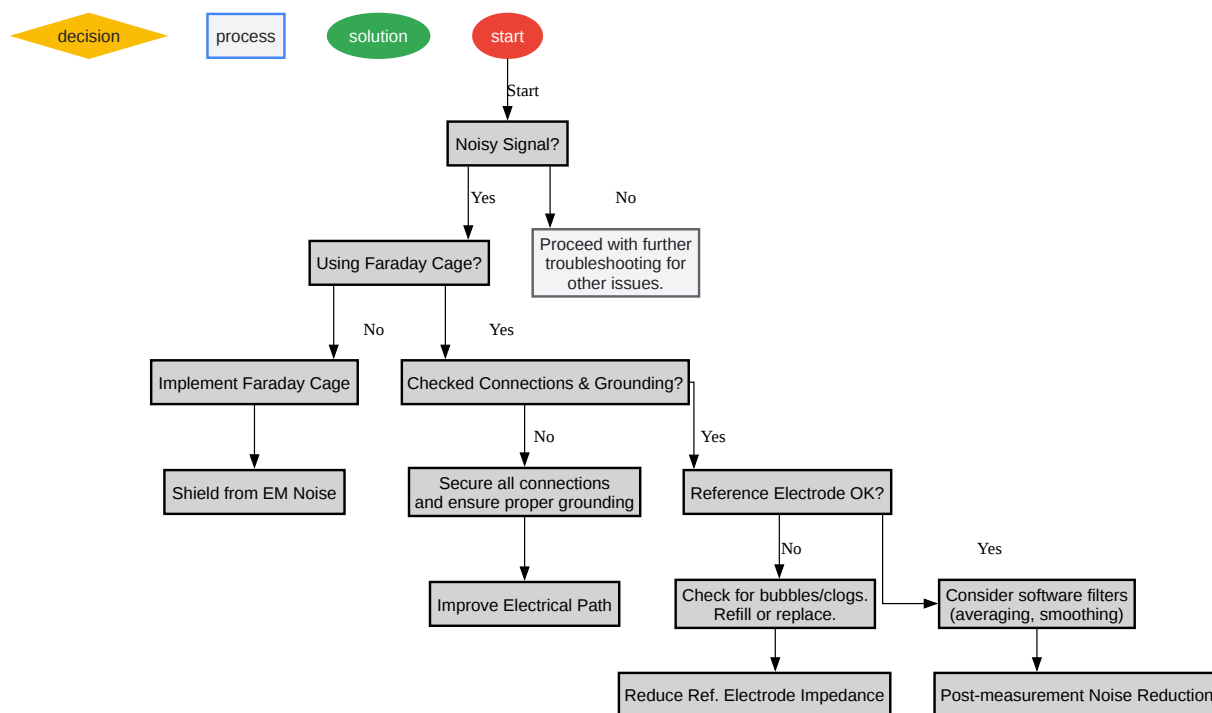 decision
process
solution
start
Start
Noisy Signal?
Yes
No
Proceed with further
troubleshooting for
other issues.
Using Faraday Cage?
No
Yes
Implement Faraday Cage
Checked Connections & Grounding?
No
Yes
Shield from EM Noise
Secure all connections
and ensure proper grounding
Reference Electrode OK?
No
Yes
Improve Electrical Path
Check for bubbles/clogs.
Refill or replace.
Consider software filters
(averaging, smoothing)
Reduce Ref. Electrode Impedance
Post-measurement Noise Reduction